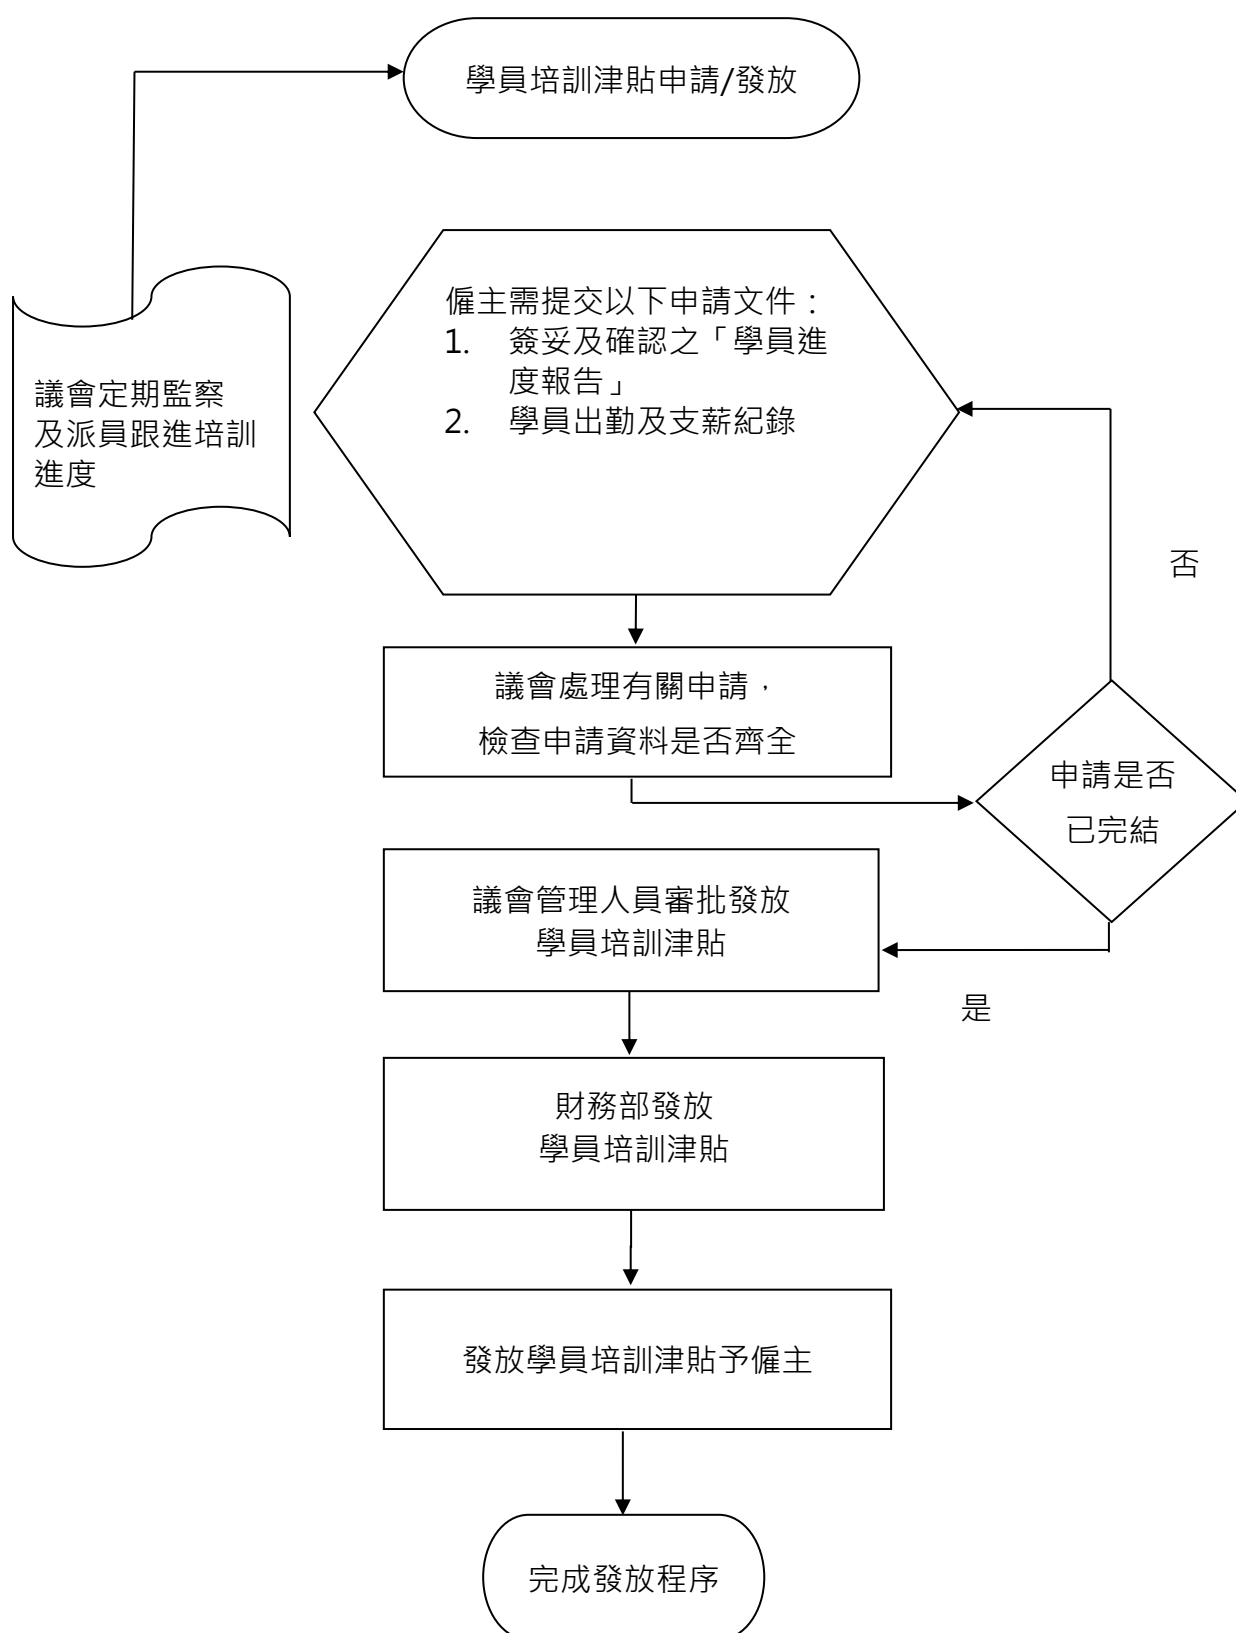 學員培訓津貼申請/發放
僱主需提交以下申請文件：
1. 簽妥及確認之「學員進
度報告」
2. 學員出勤及支薪紀錄
議會定期監察
及派員跟進培訓
進度
否
議會處理有關申請，
檢查申請資料是否齊全
申請是否
已完結
議會管理人員審批發放
學員培訓津貼
是
財務部發放
學員培訓津貼
發放學員培訓津貼予僱主
完成發放程序